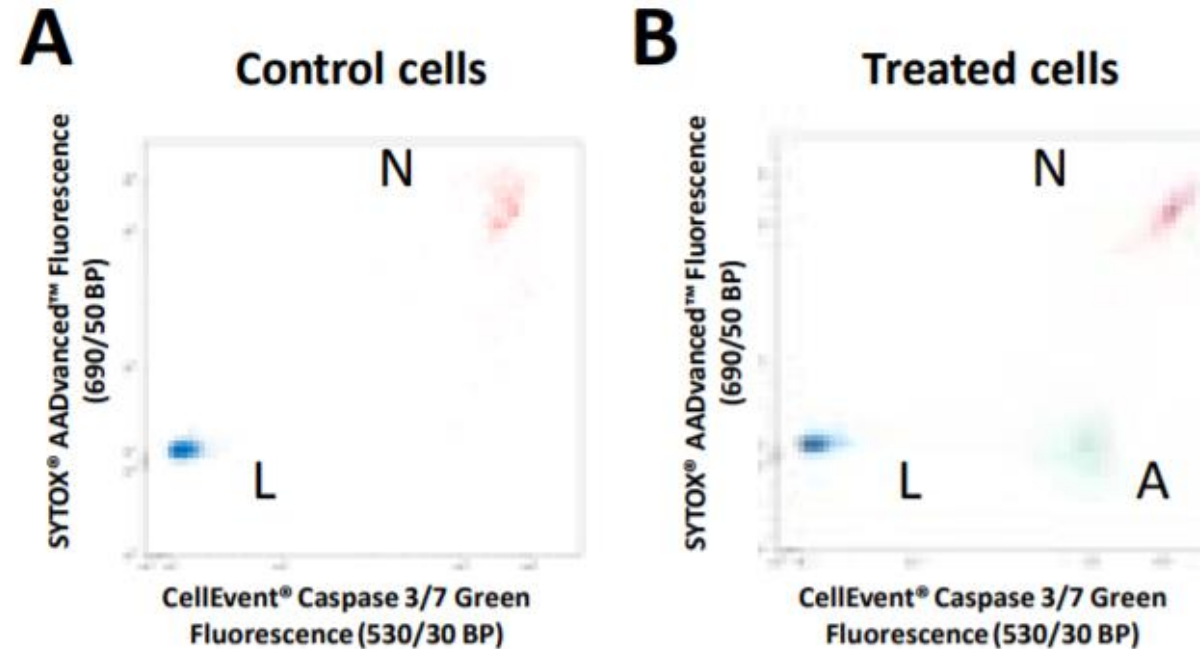 A
Control cells
SYTOX® AADvanced™ Fluorescence
(690/50 BP)
N
L
CellEvent® Caspase 3/7 Green
Fluorescence (530/30 BP)
B
Treated cells
SYTOX® AADvanced™ Fluorescence
(690/50 BP)
N
L
A
CellEvent® Caspase 3/7 Green
Fluorescence (530/30 BP)